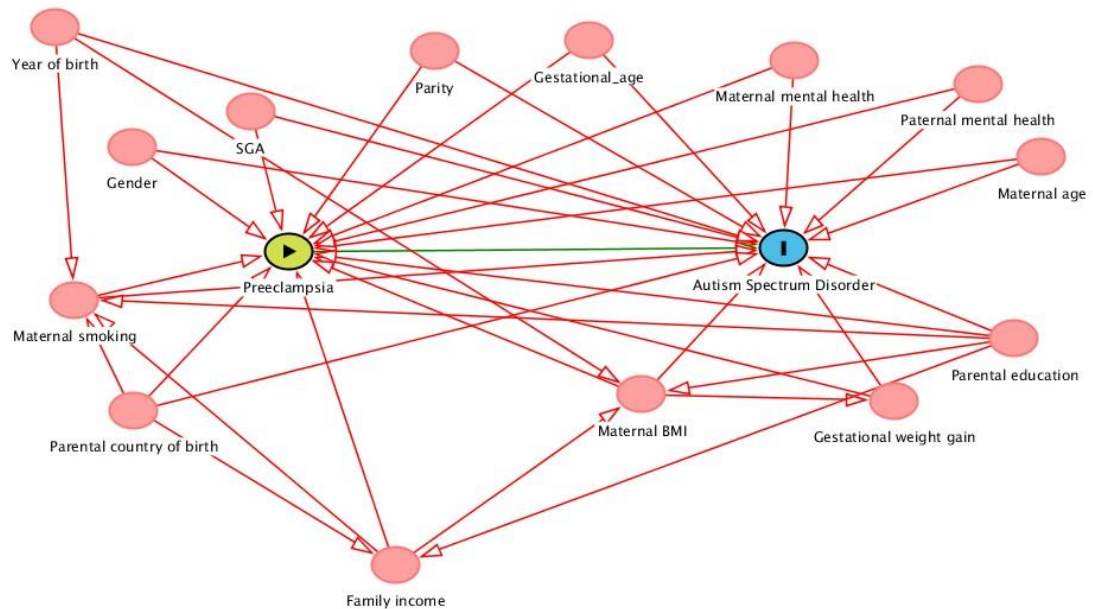 Year of birth
Parity
Gestational_age
Maternal mental health
Paternal mental health
SGA
Gender
Maternal age
Preeclampsia
Autism Spectrum Disorder
Maternal smoking
Parental education
Parental country of birth
Maternal BMI
Gestational weight gain
Family income